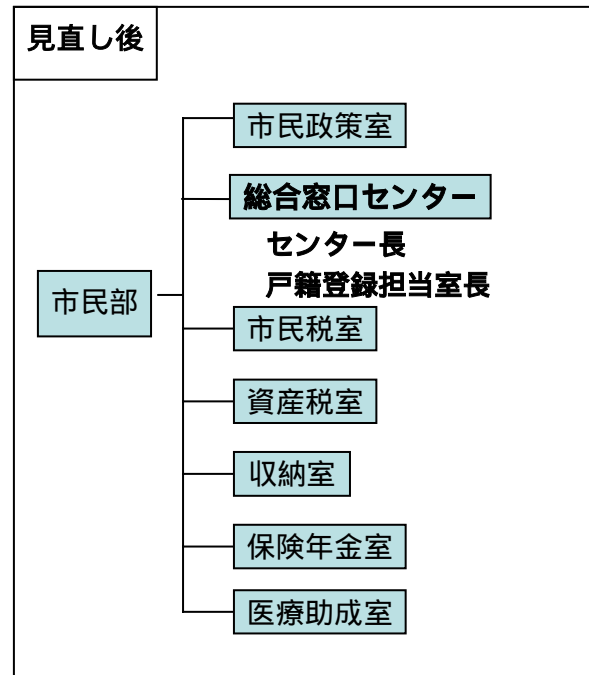 見直し後
市民政策室
総合窓口センター
センター長
戸籍登録担当室長
市民部
市民税室
資産税室
収納室
保険年金室
医療助成室